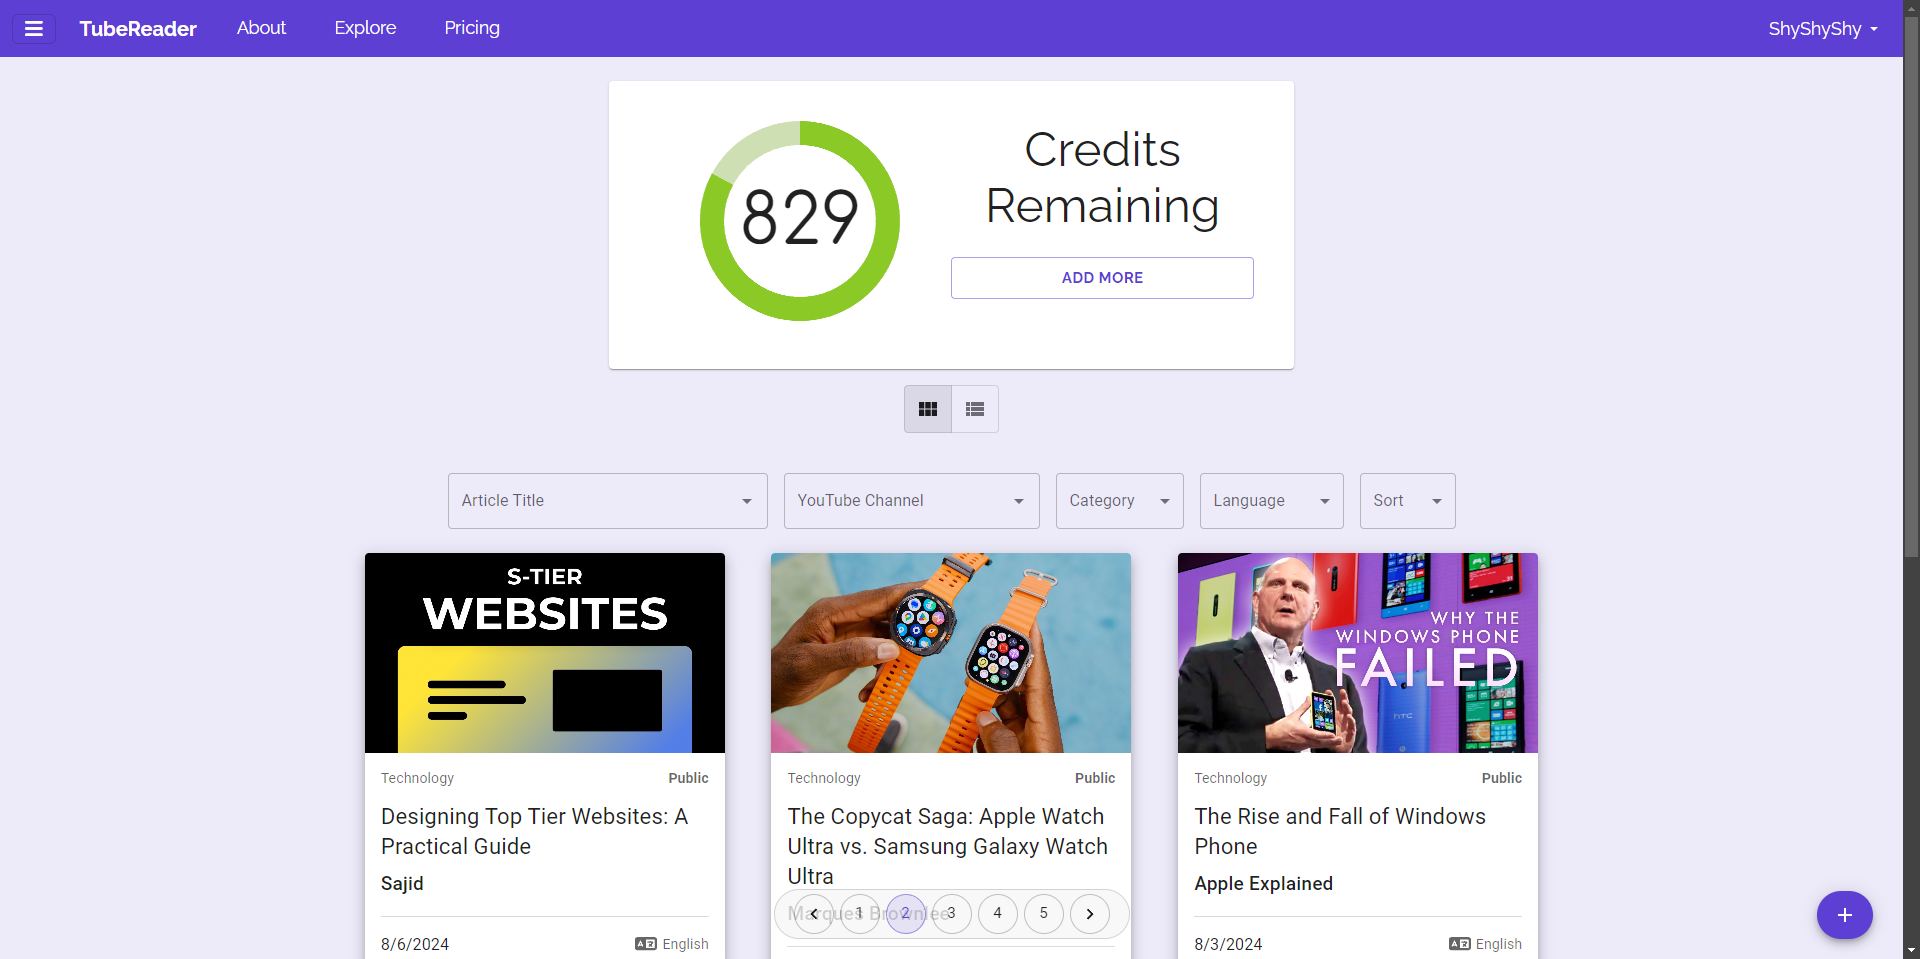 TubeReader
About
Explore
Pricing
ShyShyShy
829
Credits
Remaining
ADD MORE
Article Title
YouTube Channel
Category
Language
Sort
S-TIER
WEBSITES
Technology
Public
Designing Top Tier Websites: A
Practical Guide
Sajid
8/6/2024
English
Technology
Public
The Copycat Saga: Apple Watch
Ultra vs. Samsung Galaxy Watch
Ultra
Marques Brownlee
1 2 3 4 5
WHY THE
WINDOWS PHONE
FAILED
hTC
Technology
Public
The Rise and Fall of Windows
Phone
Apple Explained
8/3/2024
English